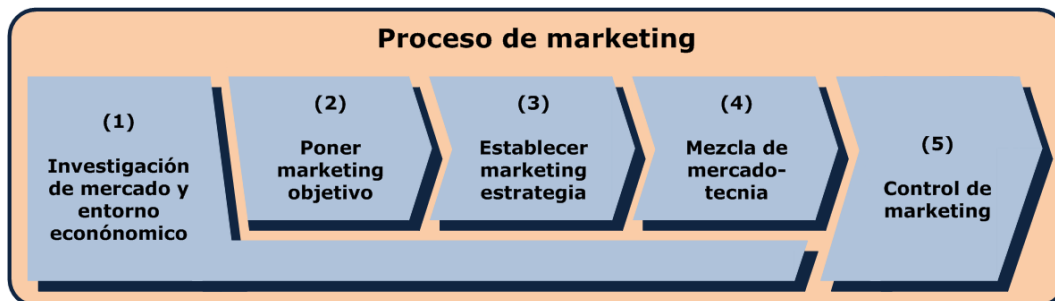 Proceso de marketing
(1)
Investigación
de mercado y
entorno
econónomico
(2)
Poner
marketing
objetivo
(3)
Establecer
marketing
estrategia
(4)
Mezcla de
mercado-
tecnia
(5)
Control de
marketing